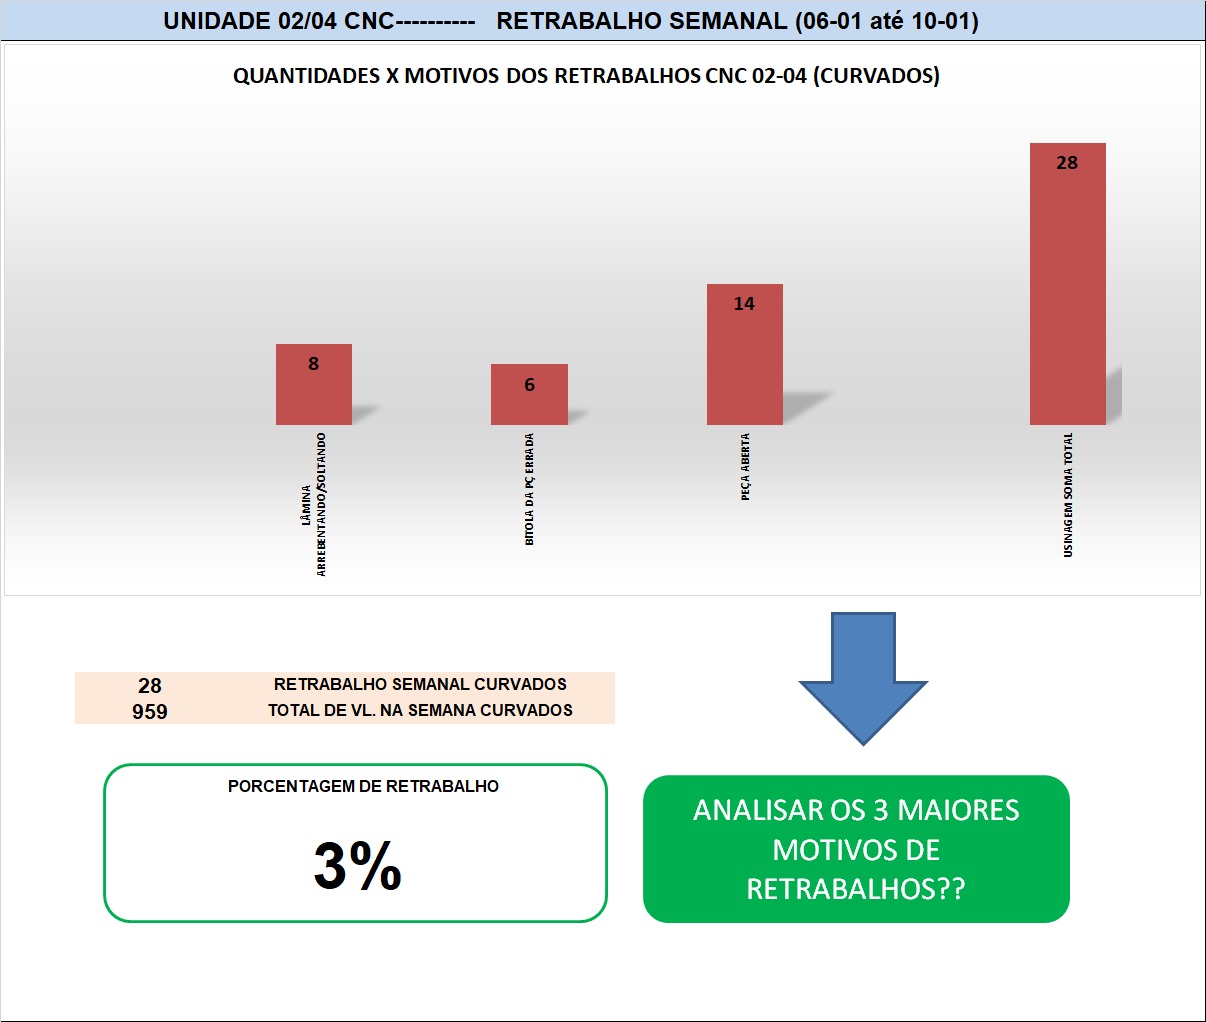 UNIDADE 02/04 CNC---------- RETRABALHO SEMANAL (06-01 até 10-01)
QUANTIDADES X MOTIVOS DOS RETRABALHOS CNC 02-04 (CURVADOS)
8
6
14
28
LÂMINA
ARREBENTANDO/SOLTANDO
BITOLA DA PÇ ERRADA
PEÇA ABERTA
USINAGEM SOMA TOTAL
28 RETRABALHO SEMANAL CURVADOS
959 TOTAL DE VL. NA SEMANA CURVADOS
PORCENTAGEM DE RETRABALHO
3%
ANALISAR OS 3 MAIORES
MOTIVOS DE
RETRABALHOS??